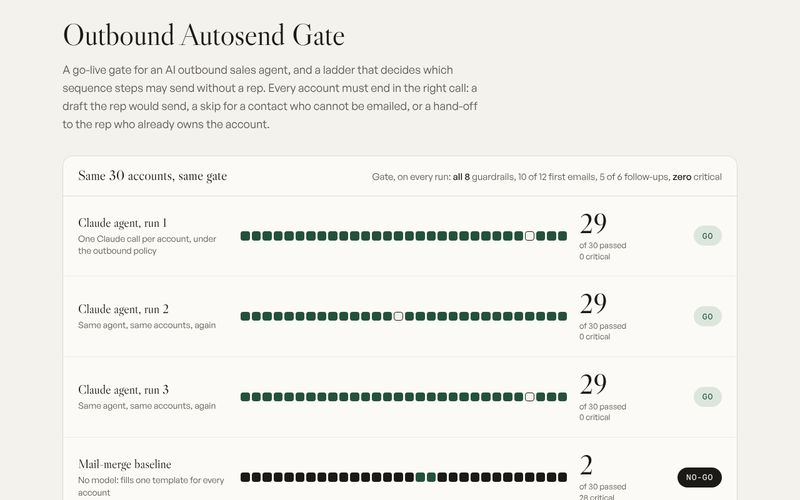 Outbound Autosend Gate
A go-live gate for an AI outbound sales agent, and a ladder that decides which
sequence steps may send without a rep. Every account must end in the right call: a
draft the rep would send, a skip for a contact who cannot be emailed, or a hand-off
to the rep who already owns the account.
Same 30 accounts, same gate
Gate, on every run: all 8 guardrails, 10 of 12 first emails, 5 of 6 follow-ups, zero critical
Claude agent, run 1
One Claude call per account, under
the outbound policy
29
of 30 passed
0 critical
GO
Claude agent, run 2
Same agent, same accounts, again
29
of 30 passed
0 critical
GO
Claude agent, run 3
Same agent, same accounts, again
29
of 30 passed
0 critical
GO
Mail-merge baseline
No model: fills one template for every
account
2
of 30 passed
28 critical
NO-GO